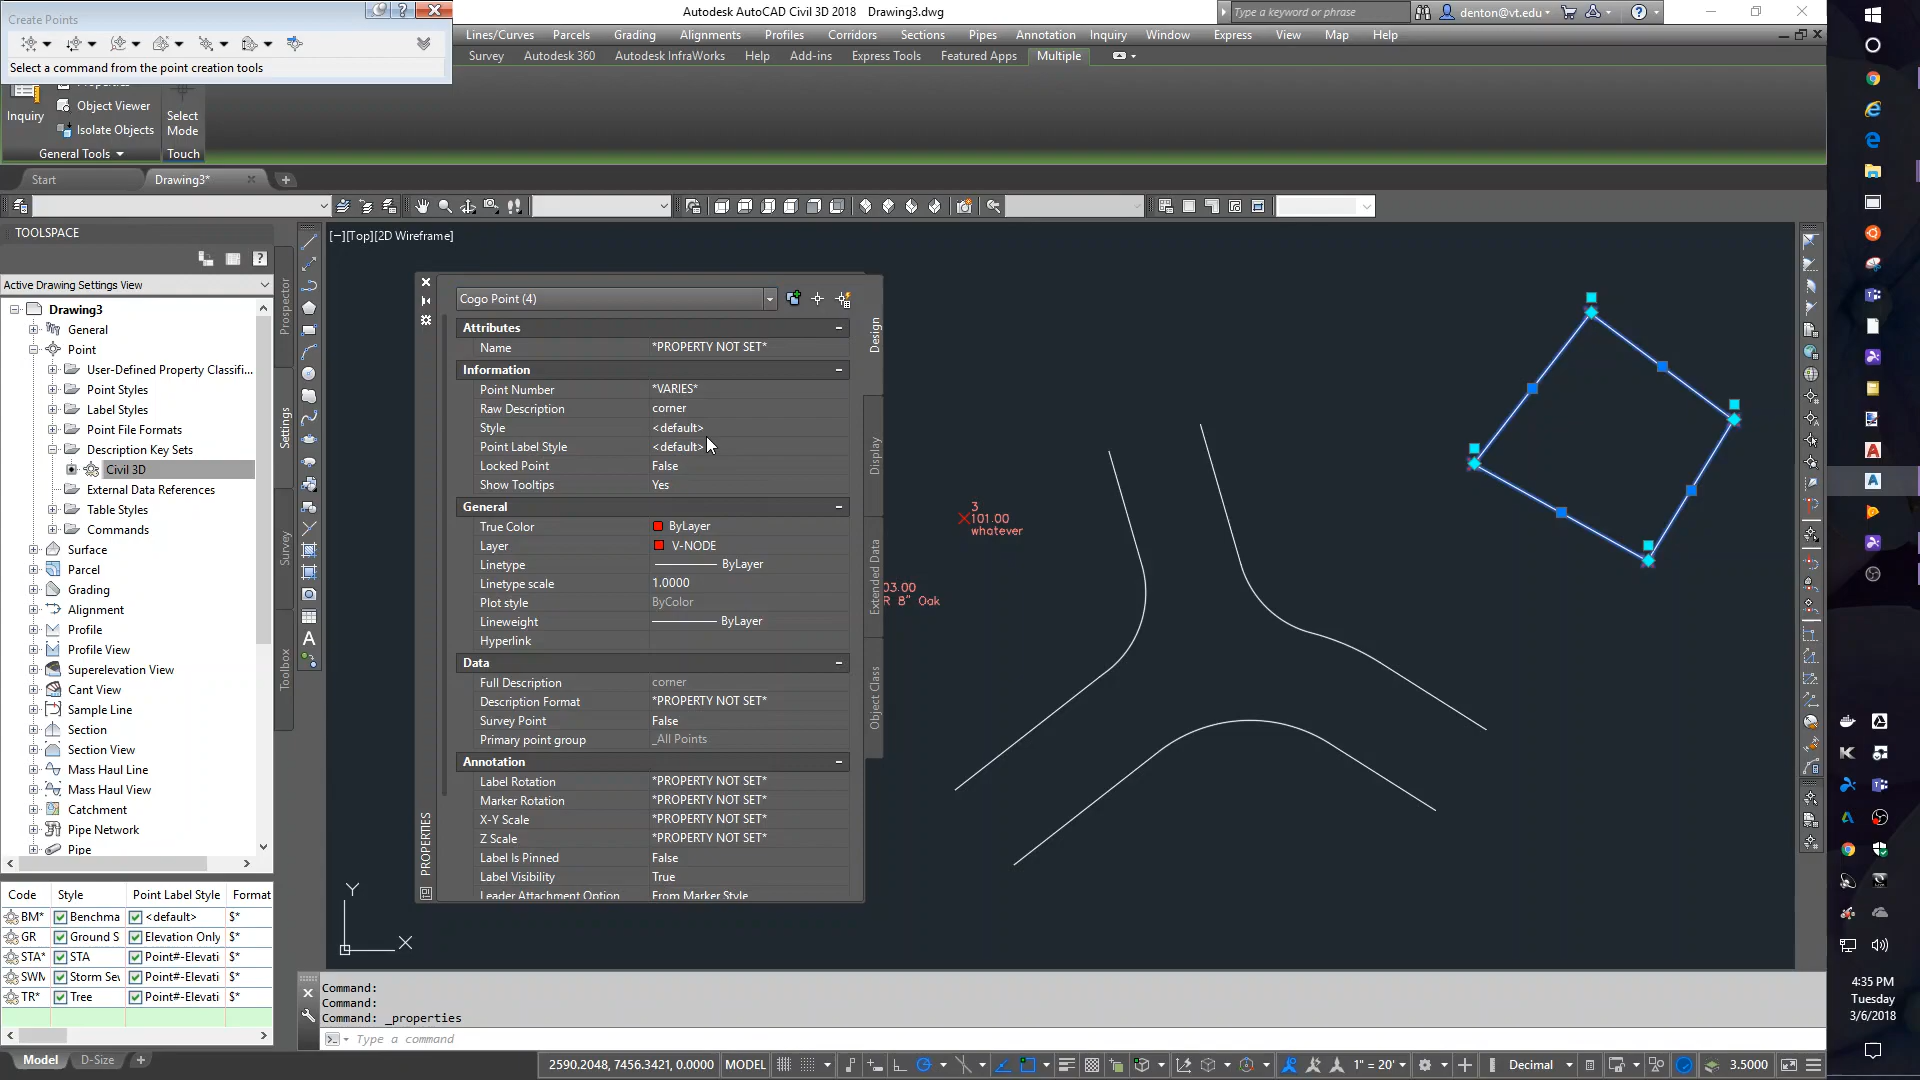 Create Points
Select a command from the point creation tools
Autodesk AutoCAD Civil 3D 2018 Drawing3.dwg
Type a keyword or phrase
denton@vt.edu
Lines/Curves Parcels Grading Alignments Profiles Corridors Sections Pipes Annotation Inquiry Window Express View Map Help
Survey Autodesk 360 Autodesk InfraWorks Help Add-ins Express Tools Featured Apps Multiple
Inquiry
Object Viewer
Isolate Objects
Select
Mode
General Tools
Touch
Start
Drawing3*
TOOLSPACE
Active Drawing Settings View
Drawing3
General
Point
User-Defined Property Classifi...
Point Styles
Label Styles
Point File Formats
Description Key Sets
Civil 3D
External Data References
Table Styles
Commands
Surface
Parcel
Grading
Alignment
Profile
Profile View
Superelevation View
Cant View
Sample Line
Section
Section View
Mass Haul Line
Mass Haul View
Catchment
Pipe Network
Pipe
Prospector
Settings
Survey
Toolbox
Code Style Point Label Style Format
BM* Benchma <default> $*
GR Ground S Elevation Only $*
STA* STA Point#-Elevati $*
SWM Storm Sew Point#-Elevati $*
TR* Tree Point#-Elevati $*
[−][Top][2D Wireframe]
Cogo Point (4)
Attributes
Name *PROPERTY NOT SET*
Information
Point Number *VARIES*
Raw Description corner
Style <default>
Point Label Style <default>
Locked Point False
Show Tooltips Yes
General
True Color ByLayer
Layer V-NODE
Linetype ByLayer
Linetype scale 1.0000
Plot style ByColor
Lineweight ByLayer
Hyperlink
Data
Full Description corner
Description Format *PROPERTY NOT SET*
Survey Point False
Primary point group _All Points
Annotation
Label Rotation *PROPERTY NOT SET*
Marker Rotation *PROPERTY NOT SET*
X-Y Scale *PROPERTY NOT SET*
Z Scale *PROPERTY NOT SET*
Label Is Pinned False
Label Visibility True
Leader Attachment Option From Marker Style
PROPERTIES
Design
Display
Extended Data
Object Class
3
101.00
whatever
03.00
R 8" Oak
Y
X
Command:
Command:
Command: _properties
Type a command
Model D-Size
2590.2048, 7456.3421, 0.0000 MODEL
1" = 20'
Decimal
3.5000
4:35 PM
Tuesday
3/6/2018